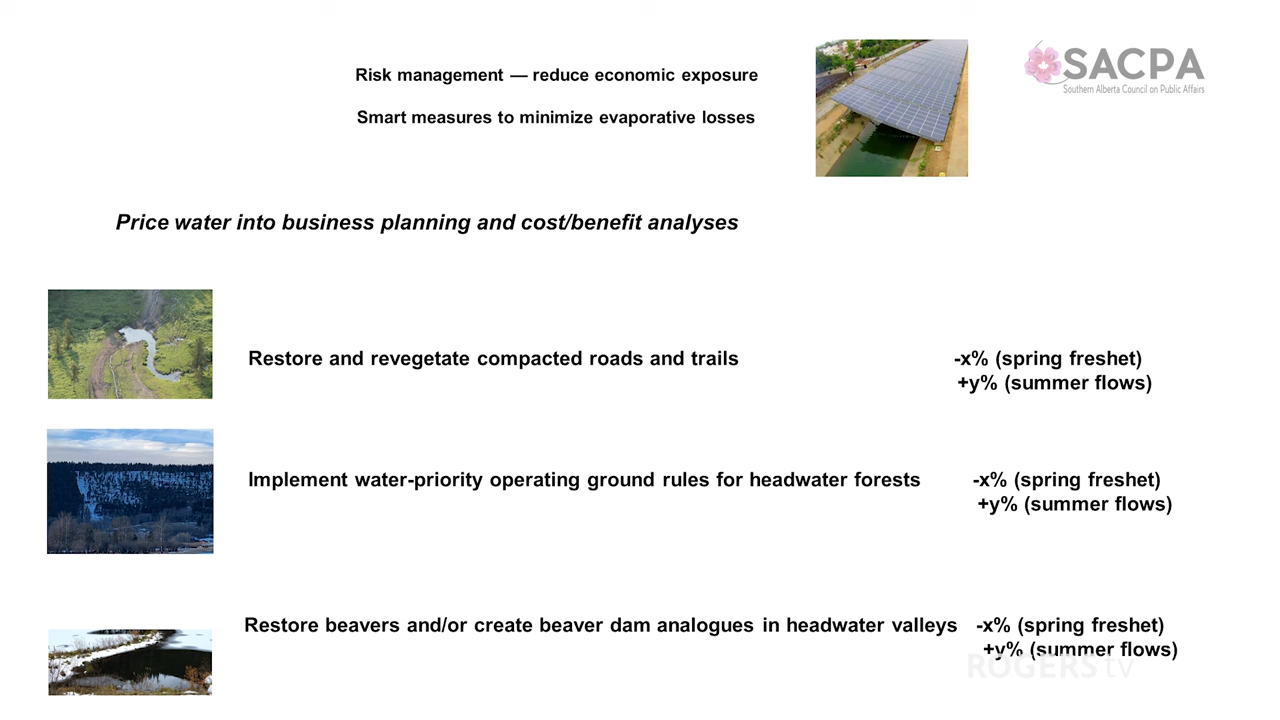 Risk management — reduce economic exposure
Smart measures to minimize evaporative losses
SACPA
Southern Alberta Council on Public Affairs
Price water into business planning and cost/benefit analyses
Restore and revegetate compacted roads and trails
-x% (spring freshet)
+y% (summer flows)
Implement water-priority operating ground rules for headwater forests
-x% (spring freshet)
+y% (summer flows)
Restore beavers and/or create beaver dam analogues in headwater valleys
-x% (spring freshet)
+y% (summer flows)
ROGERS tv